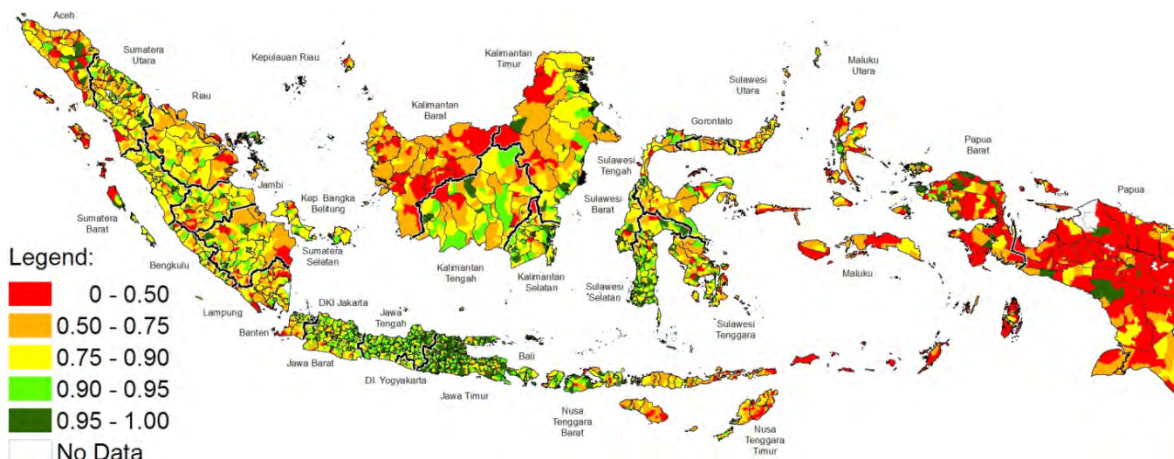 Aceh
Sumatera
Utara
Kepulauan Riau
Riau
Kalimantan
Timur
Kalimantan
Barat
Sulawesi
Utara
Maluku
Utara
Gorontalo
Papua
Barat
Papua
Sulawesi
Tengah
Jambi
Kep. Bangka
Belitung
Sulawesi
Barat
Sumatera
Barat
Sumatera
Selatan
Bengkulu
Kalimantan
Tengah
Kalimantan
Selatan
Maluku
Sulawesi
Selatan
Lampung
DKI Jakarta
Jawa
Tengah
Sulawesi
Tenggara
Banten
Jawa Barat
Bali
DI. Yogyakarta
Jawa Timur
Nusa
Tenggara
Barat
Nusa
Tenggara
Timur
Legend:
0 - 0.50
0.50 - 0.75
0.75 - 0.90
0.90 - 0.95
0.95 - 1.00
No Data